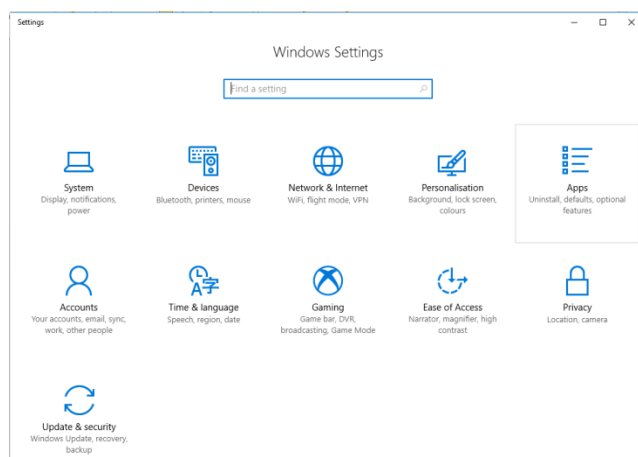 Settings
Windows Settings
Find a setting
System
Display, notifications,
power
Devices
Bluetooth, printers, mouse
Network & Internet
WiFi, flight mode, VPN
Personalisation
Background, lock screen,
colours
Apps
Uninstall, defaults, optional
features
Accounts
Your accounts, email, sync,
work, other people
Time & language
Speech, region, date
Gaming
Game bar, DVR,
broadcasting, Game Mode
Ease of Access
Narrator, magnifier, high
contrast
Privacy
Location, camera
Update & security
Windows Update, recovery,
backup